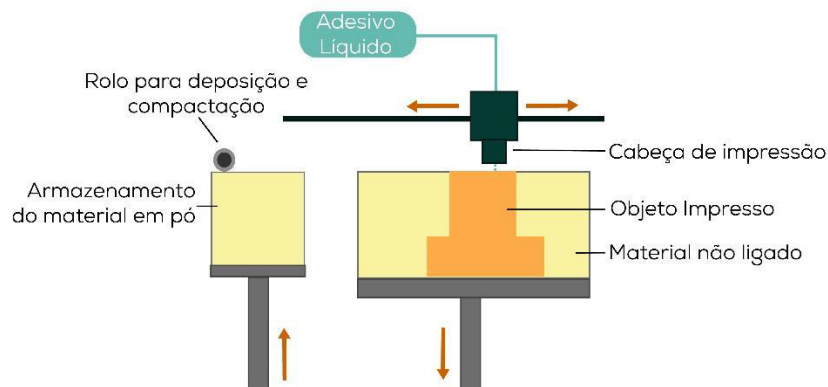 Adesivo
Líquido
Rolo para deposição e
compactação
Cabeça de impressão
Armazenamento
do material em pó
Objeto Impresso
Material não ligado